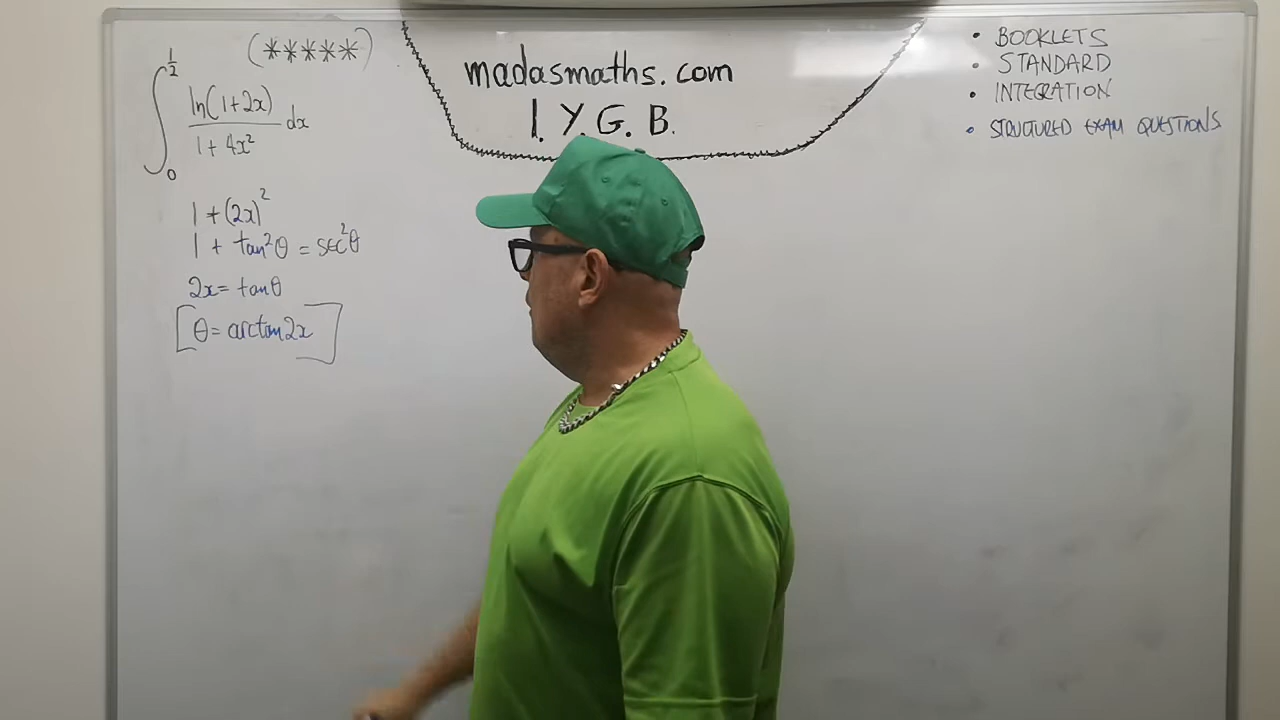 (*****)
∫₀^½ ln(1+2x)/(1+4x²) dx
1+(2x)²
1 + tan²θ = sec²θ
2x = tanθ
[θ = arctan2x]
madasmaths.com
I. Y. G. B.
• BOOKLETS
• STANDARD
• INTEGRATION
• STRUCTURED EXAM QUESTIONS